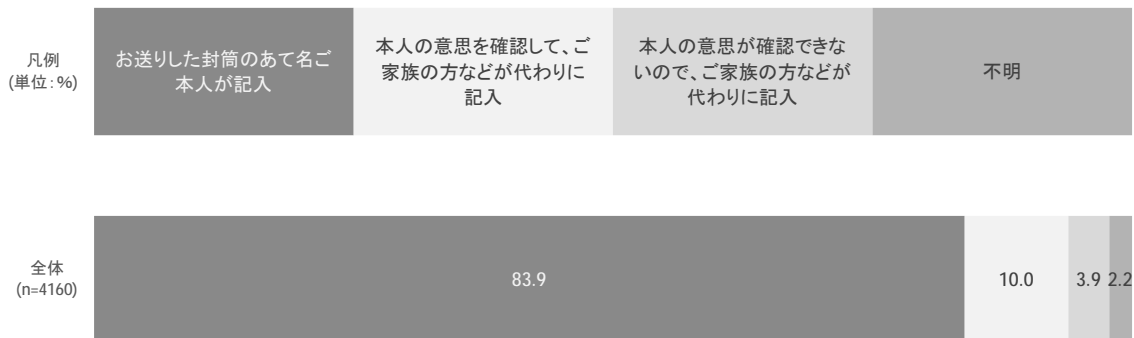 凡例
(単位:%)
お送りした封筒のあて名ご
本人が記入
本人の意思を確認して、ご
家族の方などが代わりに
記入
本人の意思が確認できな
いので、ご家族の方などが
代わりに記入
不明
全体
(n=4160)
83.9
10.0
3.9
2.2